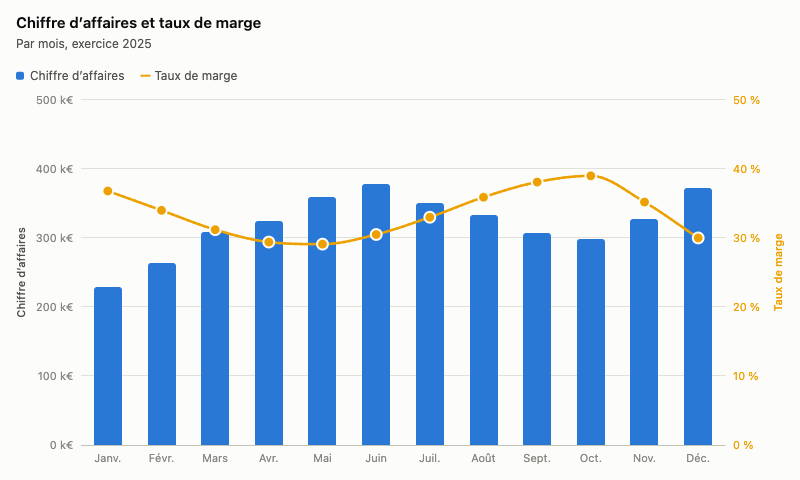 Chiffre d’affaires et taux de marge
Par mois, exercice 2025
Chiffre d’affaires
Taux de marge
500 k€
400 k€
300 k€
200 k€
100 k€
0 k€
Chiffre d’affaires
50 %
40 %
30 %
20 %
10 %
0 %
Taux de marge
Janv. Févr. Mars Avr. Mai Juin Juil. Août Sept. Oct. Nov. Déc.